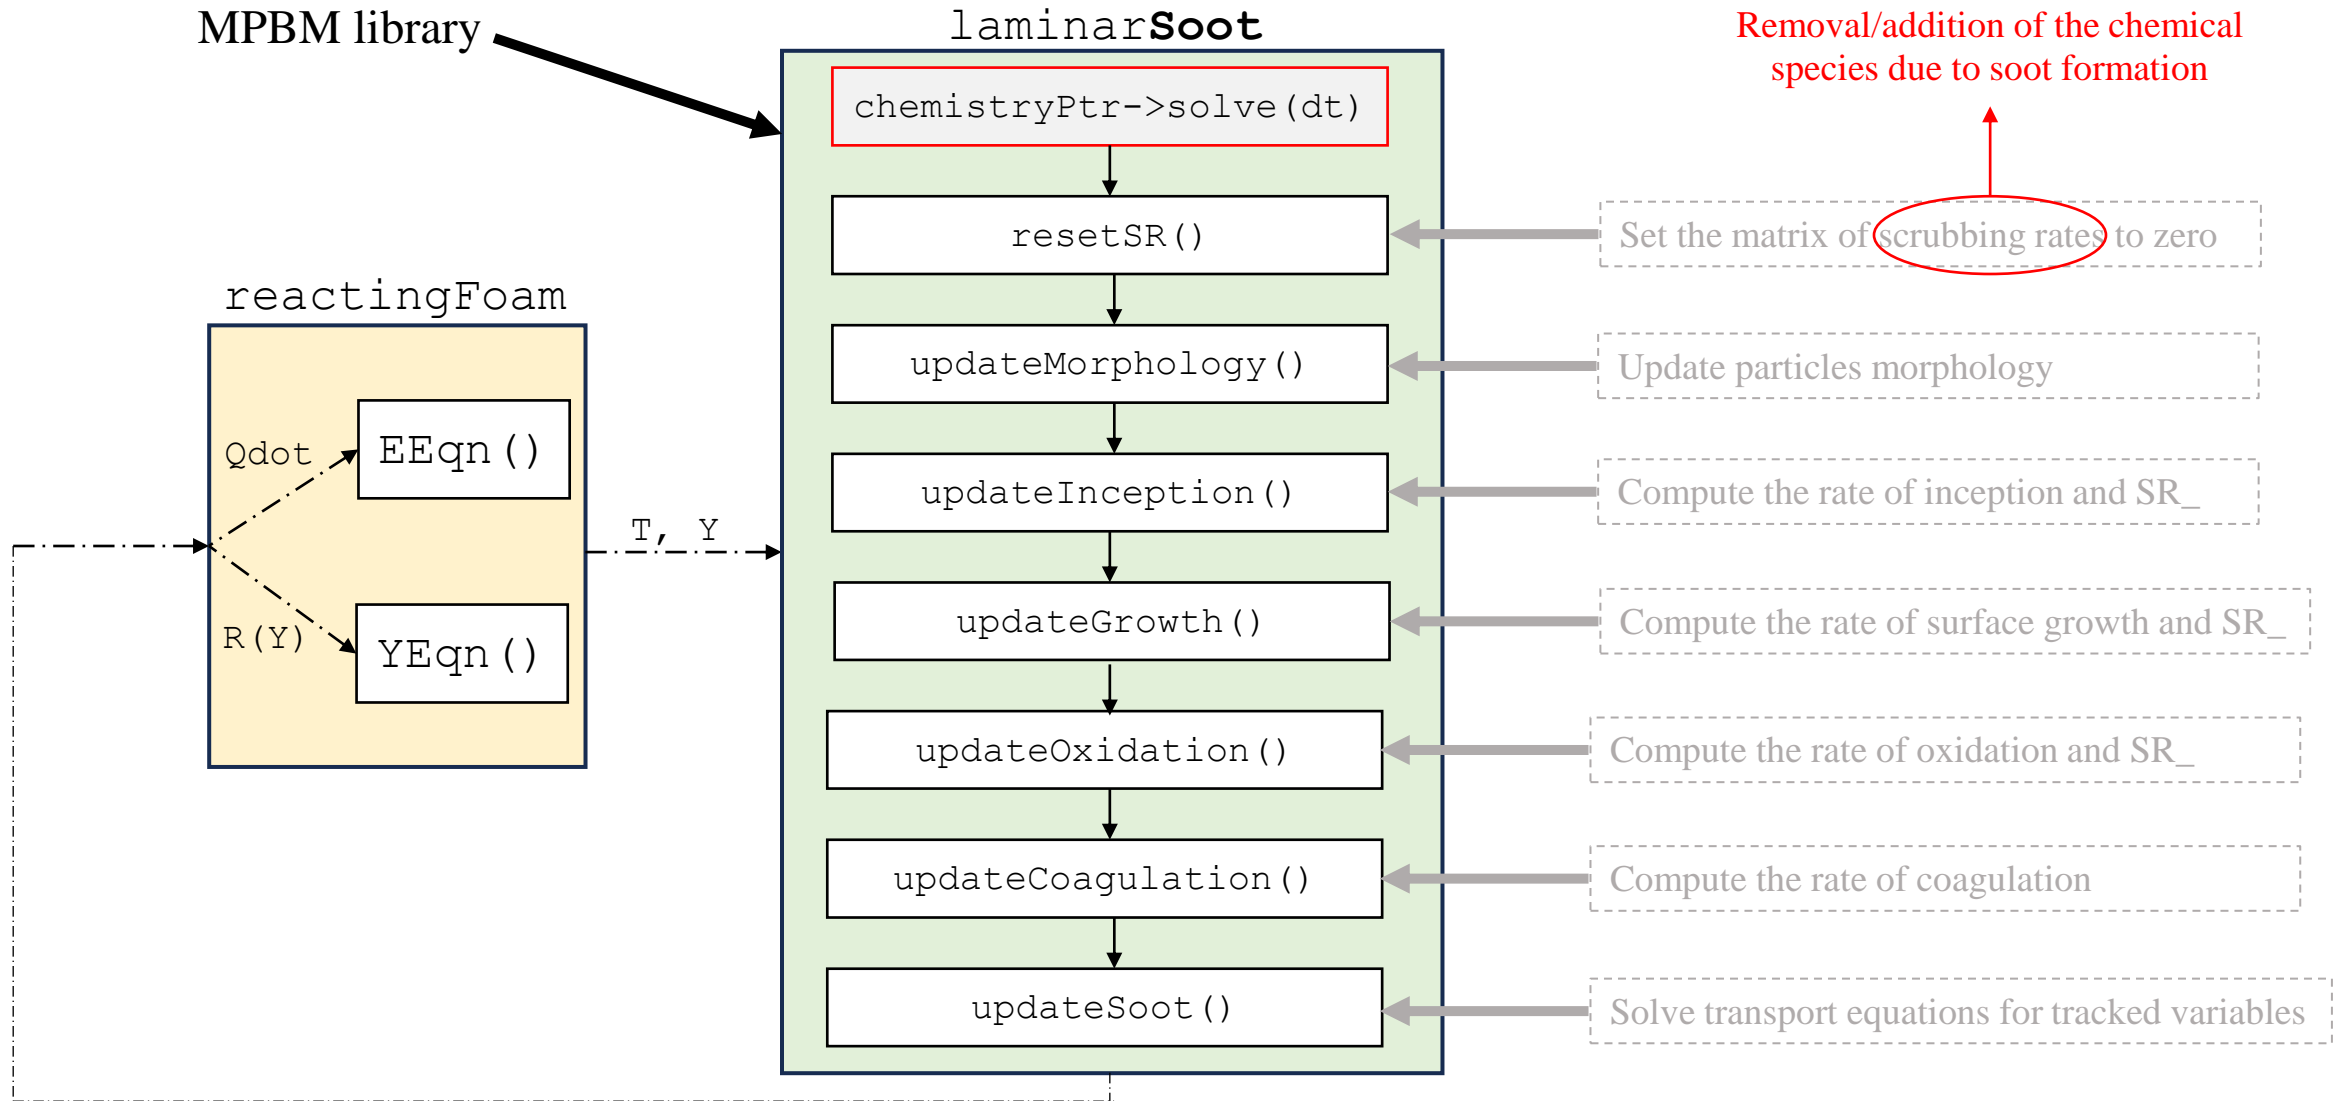 MPBM library
laminarSoot
Removal/addition of the chemical
species due to soot formation
chemistryPtr->solve(dt)
resetSR()
Set the matrix of scrubbing rates to zero
reactingFoam
updateMorphology()
Update particles morphology
Qdot
EEqn()
updateInception()
Compute the rate of inception and SR_
T, Y
R(Y)
YEqn()
updateGrowth()
Compute the rate of surface growth and SR_
updateOxidation()
Compute the rate of oxidation and SR_
updateCoagulation()
Compute the rate of coagulation
updateSoot()
Solve transport equations for tracked variables